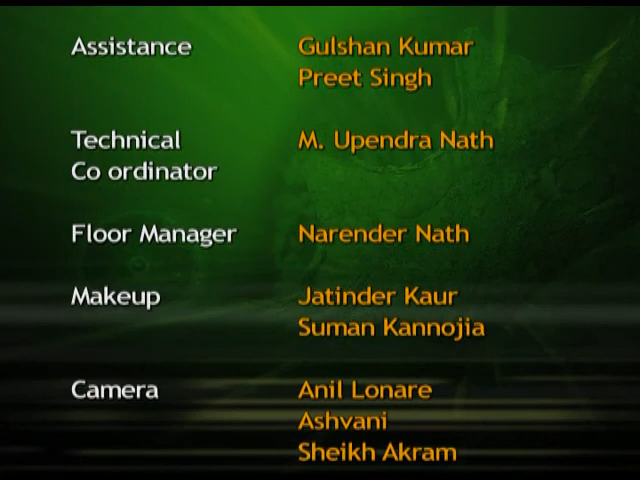 Assistance Gulshan Kumar
Preet Singh
Technical M. Upendra Nath
Co ordinator
Floor Manager Narender Nath
Makeup Jatinder Kaur
Suman Kannojia
Camera Anil Lonare
Ashvani
Sheikh Akram